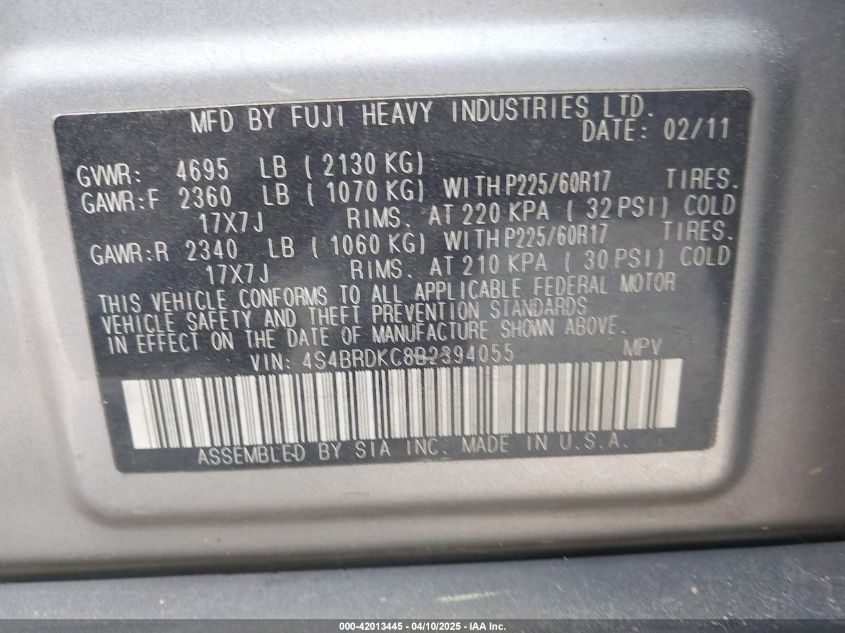 MFD BY FUJI HEAVY INDUSTRIES LTD.
DATE: 02/11
GVWR: 4695 LB ( 2130 KG)
GAWR:F 2360 LB ( 1070 KG) WITH P225/60R17 TIRES.
17X7J RIMS. AT 220 KPA ( 32 PSI) COLD
GAWR:R 2340 LB ( 1060 KG) WITH P225/60R17 TIRES.
17X7J RIMS. AT 210 KPA ( 30 PSI) COLD
THIS VEHICLE CONFORMS TO ALL APPLICABLE FEDERAL MOTOR
VEHICLE SAFETY AND THEFT PREVENTION STANDARDS
IN EFFECT ON THE DATE OF MANUFACTURE SHOWN ABOVE.
VIN: 4S4BRDKC8B2394055 MPV
ASSEMBLED BY SIA INC. MADE IN U.S.A.
000-42013445 - 04/10/2025 - IAA Inc.